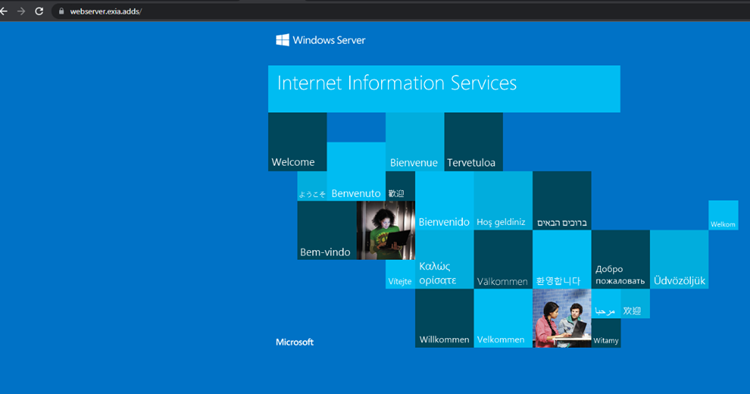 webserver.exia.adds/
Windows Server
Internet Information Services
Welcome
Bienvenue
Tervetuloa
ようこそ
Benvenuto
歓迎
Bienvenido
Hoş geldiniz
ברוכים הבאים
Welkom
Bem-vindo
Vítejte
Καλώς
ορίσατε
Välkommen
환영합니다
Добро
пожаловать
Üdvözöljük
Microsoft
Willkommen
Velkommen
مرحبا
欢迎
Witamy